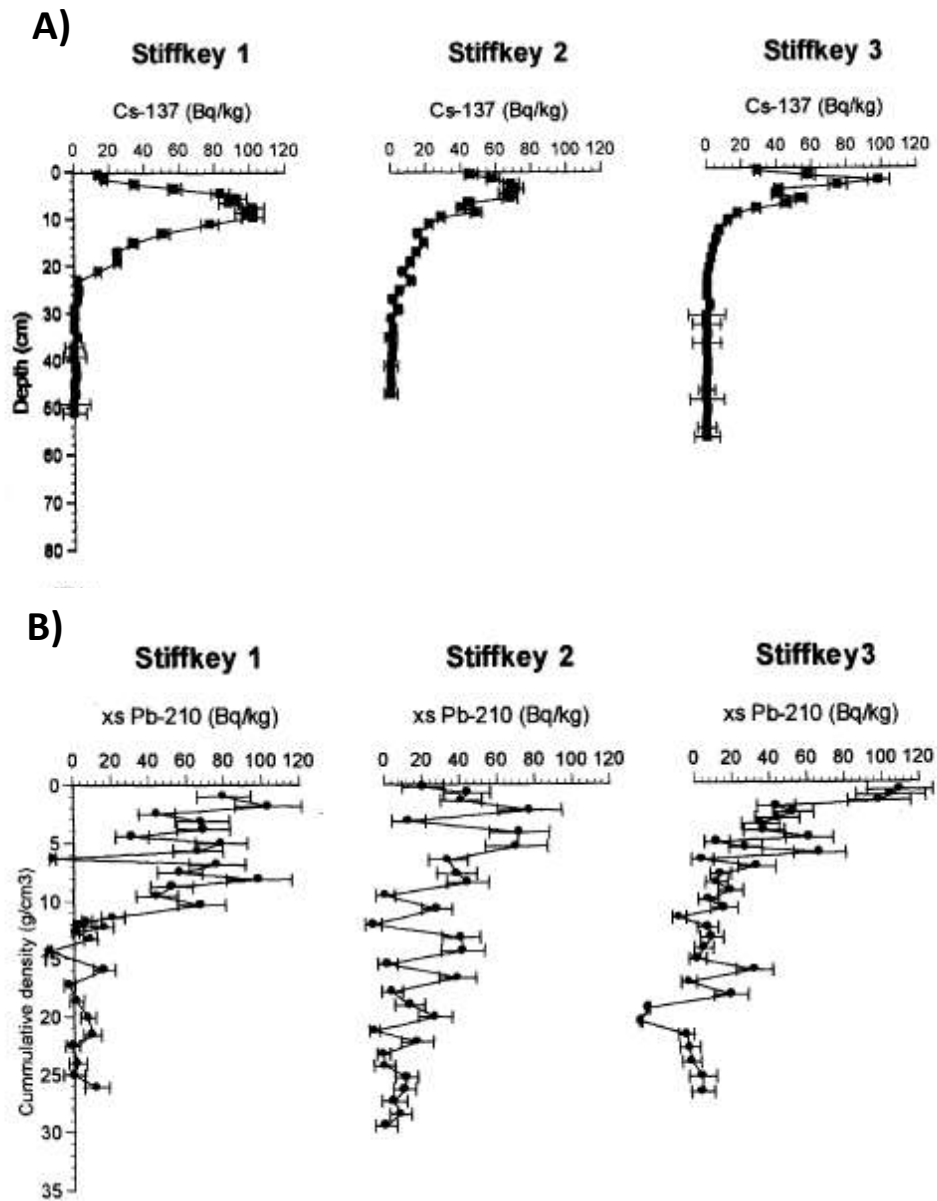 A)
Stiffkey 1 Stiffkey 2 Stiffkey 3
Cs-137 (Bq/kg) Cs-137 (Bq/kg) Cs-137 (Bq/kg)
0 20 40 60 80 100 120 0 20 40 60 80 100 120 0 20 40 60 80 100 120
0
10
20
30
40
50
60
70
80
Depth (cm)
B)
Stiffkey 1 Stiffkey 2 Stiffkey3
xs Pb-210 (Bq/kg) xs Pb-210 (Bq/kg) xs Pb-210 (Bq/kg)
0 20 40 60 80 100 120 0 20 40 60 80 100 120 0 20 40 60 80 100 120
0
5
10
15
20
25
30
35
Cummulative density (g/cm3)